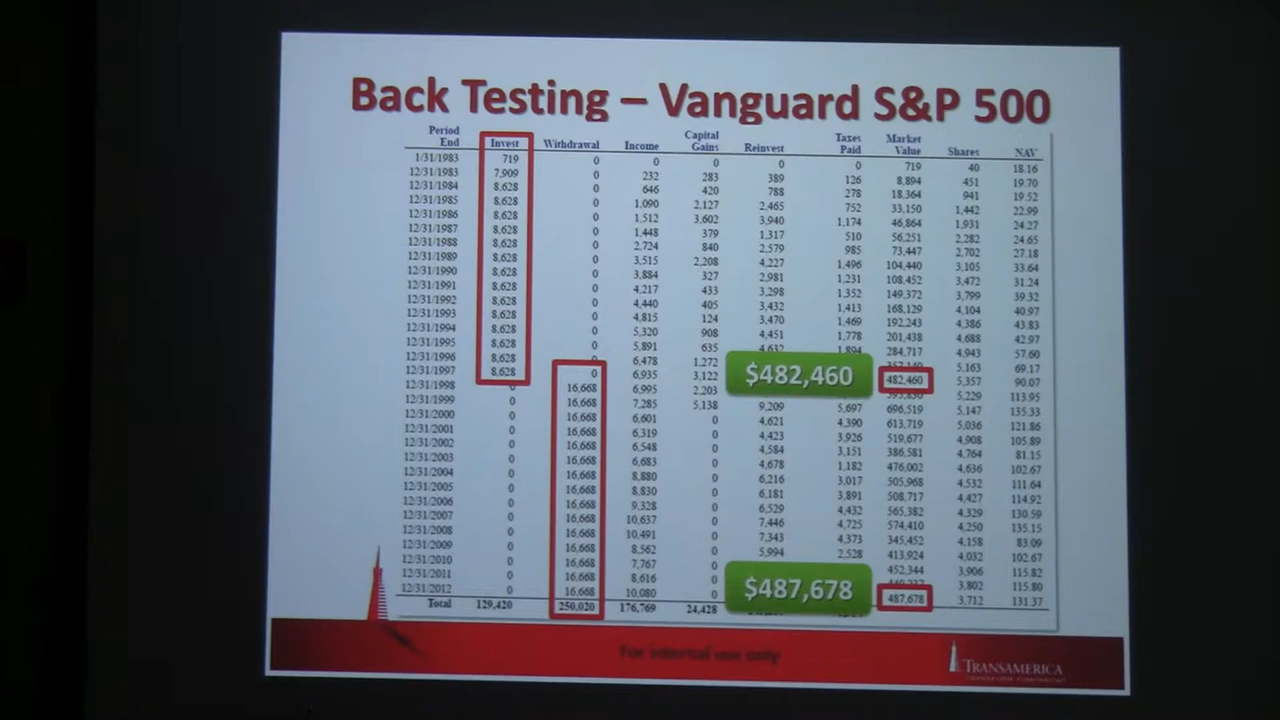 Back Testing – Vanguard S&P 500
Period End Invest Withdrawal Income Capital Gains Reinvest Taxes Paid Market Value Shares NAV
1/31/1983 719 0 0 0 0 0 719 40 18.16
12/31/1983 7,909 0 232 283 389 126 8,894 451 19.70
12/31/1984 8,628 0 646 420 788 278 18,364 941 19.52
12/31/1985 8,628 0 1,090 2,127 2,465 752 33,150 1,442 22.99
12/31/1986 8,628 0 1,512 3,602 3,940 1,174 46,864 1,931 24.27
12/31/1987 8,628 0 1,448 379 1,317 510 56,251 2,282 24.65
12/31/1988 8,628 0 2,724 840 2,579 985 73,447 2,702 27.18
12/31/1989 8,628 0 3,515 2,208 4,227 1,496 104,440 3,105 33.64
12/31/1990 8,628 0 3,884 327 2,981 1,231 108,452 3,472 31.24
12/31/1991 8,628 0 4,217 433 3,298 1,352 149,372 3,799 39.32
12/31/1992 8,628 0 4,440 405 3,432 1,413 168,129 4,104 40.97
12/31/1993 8,628 0 4,815 124 3,470 1,469 192,243 4,386 43.83
12/31/1994 8,628 0 5,320 908 4,451 1,778 201,438 4,688 42.97
12/31/1995 8,628 0 5,891 635 4,632 1,894 284,717 4,943 57.60
12/31/1996 8,628 0 6,478 1,272 5,163 69.17
12/31/1997 8,628 0 6,935 3,122 $482,460 482,460 5,357 90.07
12/31/1998 0 16,668 6,995 2,203 5,229 113.95
12/31/1999 0 16,668 7,285 5,138 9,209 5,697 696,519 5,147 135.33
12/31/2000 0 16,668 6,601 0 4,621 4,390 613,719 5,036 121.86
12/31/2001 0 16,668 6,319 0 4,423 3,926 519,677 4,908 105.89
12/31/2002 0 16,668 6,548 0 4,584 3,151 386,581 4,764 81.15
12/31/2003 0 16,668 6,683 0 4,678 1,182 476,002 4,636 102.67
12/31/2004 0 16,668 8,880 0 6,216 3,017 505,968 4,532 111.64
12/31/2005 0 16,668 8,830 0 6,181 3,891 508,717 4,427 114.92
12/31/2006 0 16,668 9,328 0 6,529 4,432 565,382 4,329 130.59
12/31/2007 0 16,668 10,637 0 7,446 4,725 574,410 4,250 135.15
12/31/2008 0 16,668 10,491 0 7,343 4,373 345,452 4,158 83.09
12/31/2009 0 16,668 8,562 0 5,994 2,528 413,924 4,032 102.67
12/31/2010 0 16,668 7,767 0 452,344 3,906 115.82
12/31/2011 0 16,668 8,616 0 3,802 115.80
12/31/2012 0 16,668 10,080 0 $487,678 487,678 3,712 131.37
Total 129,420 250,020 176,769 24,428
For internal use only
TRANSAMERICA
TRANSFORM TOMORROW